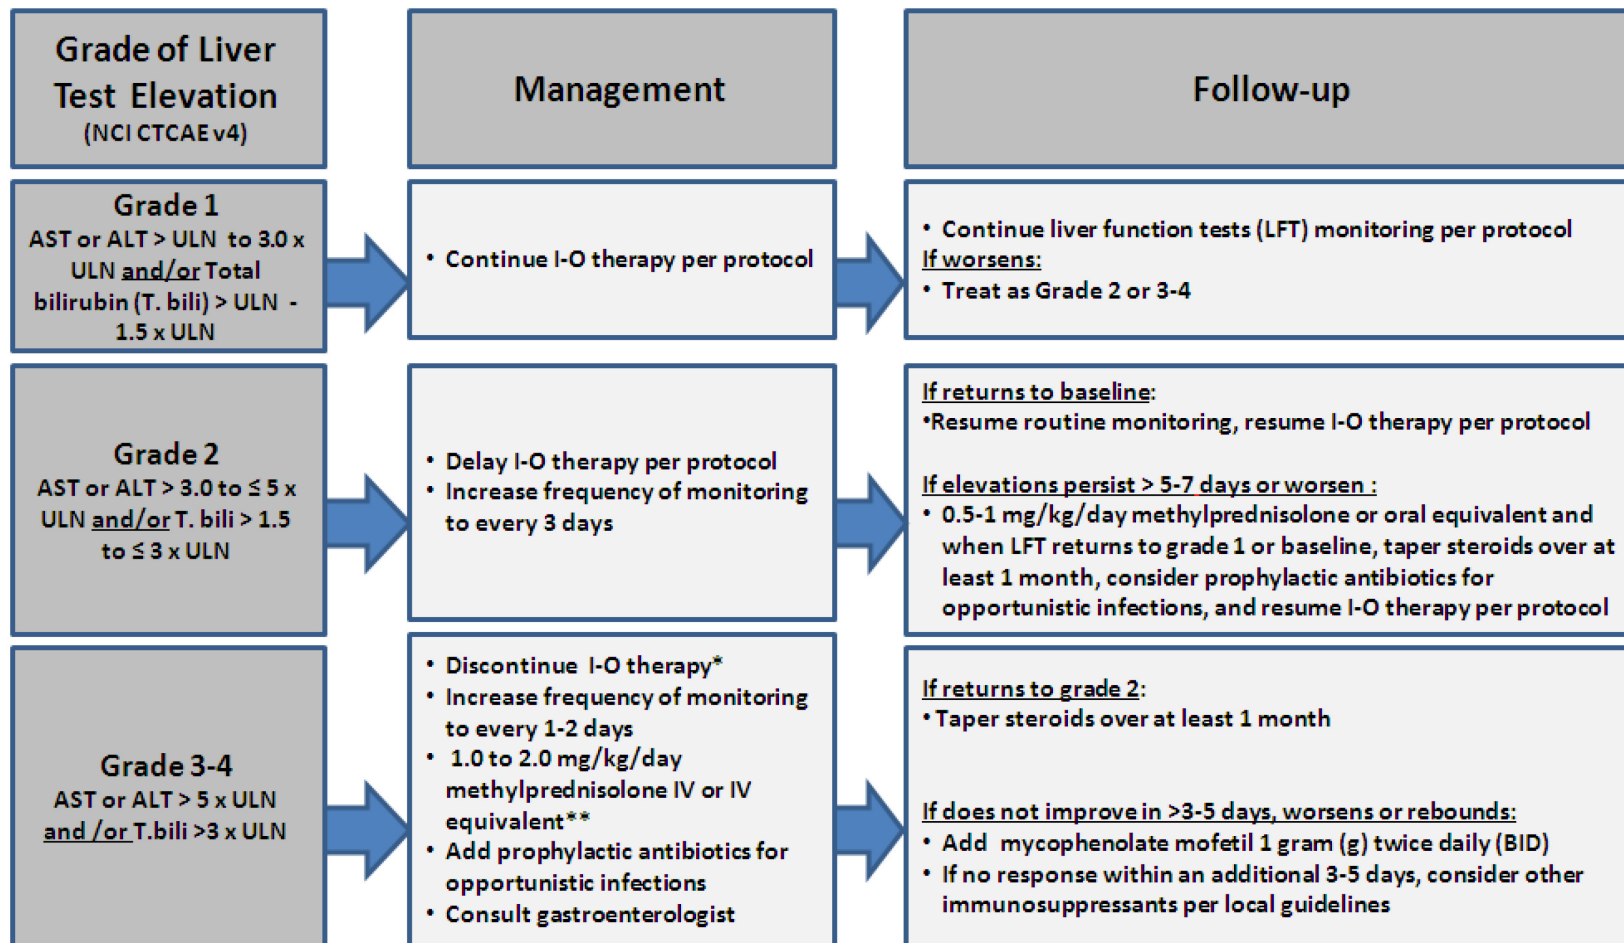 Grade of Liver
Test Elevation
(NCI CTCAE v4)
Management
Follow-up
Grade 1
AST or ALT > ULN to 3.0 x
ULN and/or Total
bilirubin (T. bili) > ULN -
1.5 x ULN
• Continue I-O therapy per protocol
• Continue liver function tests (LFT) monitoring per protocol
If worsens:
• Treat as Grade 2 or 3-4
Grade 2
AST or ALT > 3.0 to ≤ 5 x
ULN and/or T. bili > 1.5
to ≤ 3 x ULN
• Delay I-O therapy per protocol
• Increase frequency of monitoring
to every 3 days
If returns to baseline:
•Resume routine monitoring, resume I-O therapy per protocol
If elevations persist > 5-7 days or worsen :
• 0.5-1 mg/kg/day methylprednisolone or oral equivalent and
when LFT returns to grade 1 or baseline, taper steroids over at
least 1 month, consider prophylactic antibiotics for
opportunistic infections, and resume I-O therapy per protocol
Grade 3-4
AST or ALT > 5 x ULN
and /or T.bili >3 x ULN
• Discontinue I-O therapy*
• Increase frequency of monitoring
to every 1-2 days
• 1.0 to 2.0 mg/kg/day
methylprednisolone IV or IV
equivalent**
• Add prophylactic antibiotics for
opportunistic infections
• Consult gastroenterologist
If returns to grade 2:
• Taper steroids over at least 1 month
If does not improve in >3-5 days, worsens or rebounds:
• Add mycophenolate mofetil 1 gram (g) twice daily (BID)
• If no response within an additional 3-5 days, consider other
immunosuppressants per local guidelines